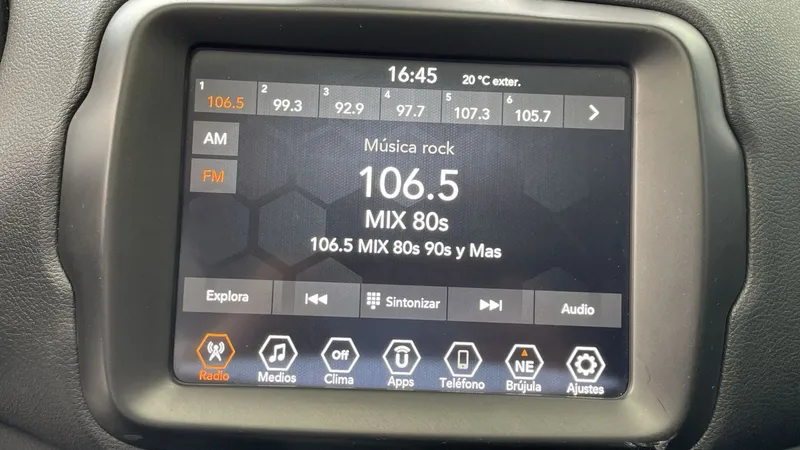 16:45 20 °C exter.
1 106.5 2 99.3 3 92.9 4 97.7 5 107.3 6 105.7
AM
FM
Música rock
106.5
MIX 80s
106.5 MIX 80s 90s y Mas
Explora Sintonizar Audio
Off NE
Radio Medios Clima Apps Teléfono Brújula Ajustes